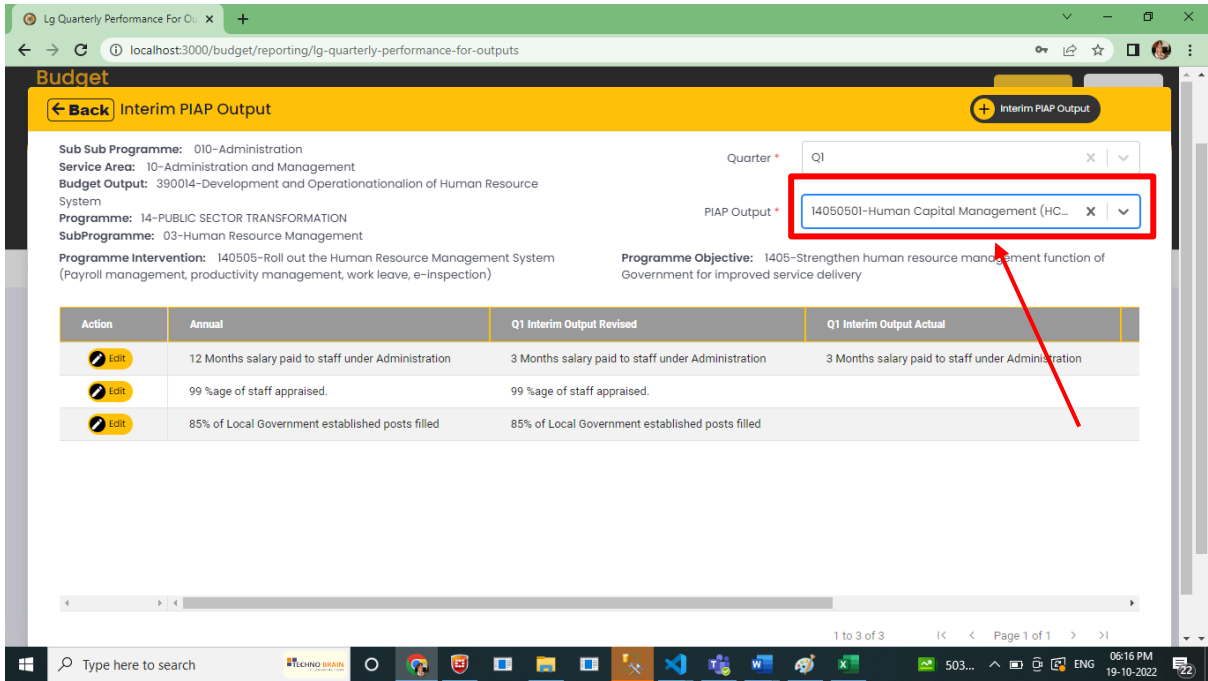 Lg Quarterly Performance For Ou
localhost:3000/budget/reporting/lg-quarterly-performance-for-outputs
Budget
Back Interim PIAP Output
+ Interim PIAP Output
Sub Sub Programme: 010-Administration
Service Area: 10-Administration and Management
Budget Output: 390014-Development and Operationationalion of Human Resource
System
Programme: 14-PUBLIC SECTOR TRANSFORMATION
SubProgramme: 03-Human Resource Management
Quarter * Q1
PIAP Output * 14050501-Human Capital Management (HC...
Programme Intervention: 140505-Roll out the Human Resource Management System
(Payroll management, productivity management, work leave, e-inspection)
Programme Objective: 1405-Strengthen human resource management function of
Government for improved service delivery
Action Annual Q1 Interim Output Revised Q1 Interim Output Actual
Edit 12 Months salary paid to staff under Administration 3 Months salary paid to staff under Administration 3 Months salary paid to staff under Administration
Edit 99 %age of staff appraised. 99 %age of staff appraised.
Edit 85% of Local Government established posts filled 85% of Local Government established posts filled
1 to 3 of 3 Page 1 of 1
Type here to search TECHNO BRAIN 503... ENG 06:16 PM
19-10-2022
22